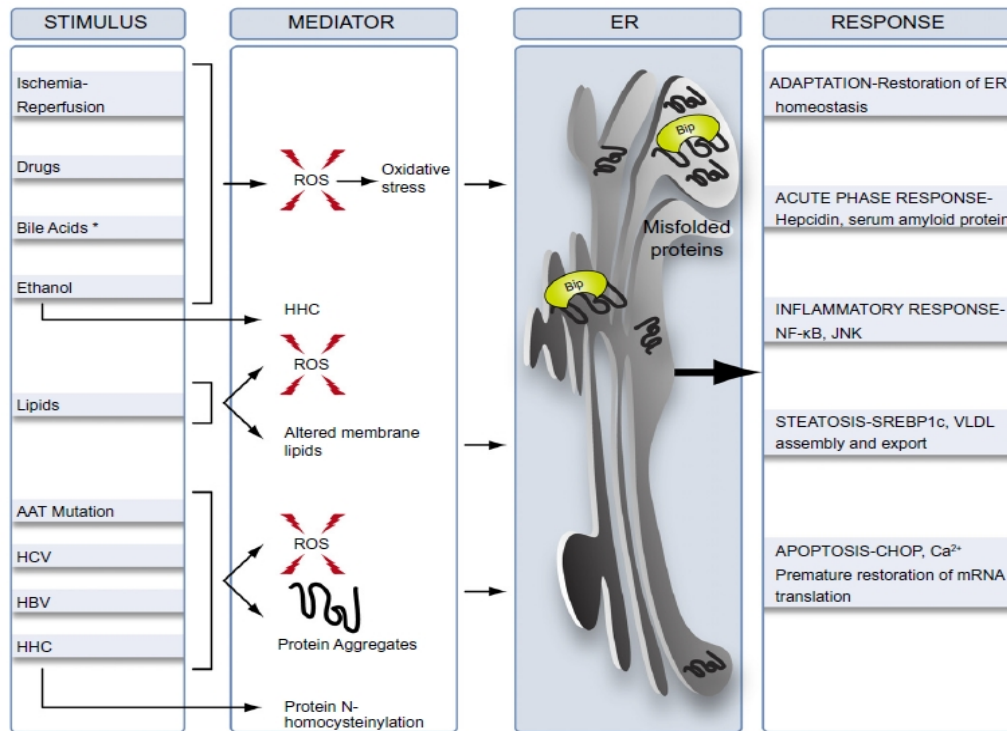 STIMULUS
MEDIATOR
ER
RESPONSE
Ischemia-
Reperfusion
Drugs
Bile Acids *
Ethanol
Lipids
AAT Mutation
HCV
HBV
HHC
ROS
Oxidative
stress
HHC
ROS
Altered membrane
lipids
ROS
Protein Aggregates
Protein N-
homocysteinylation
Bip
Misfolded
proteins
Bip
ADAPTATION-Restoration of ER
homeostasis
ACUTE PHASE RESPONSE-
Hepcidin, serum amyloid protein
INFLAMMATORY RESPONSE-
NF-κB, JNK
STEATOSIS-SREBP1c, VLDL
assembly and export
APOPTOSIS-CHOP, Ca²⁺
Premature restoration of mRNA
translation